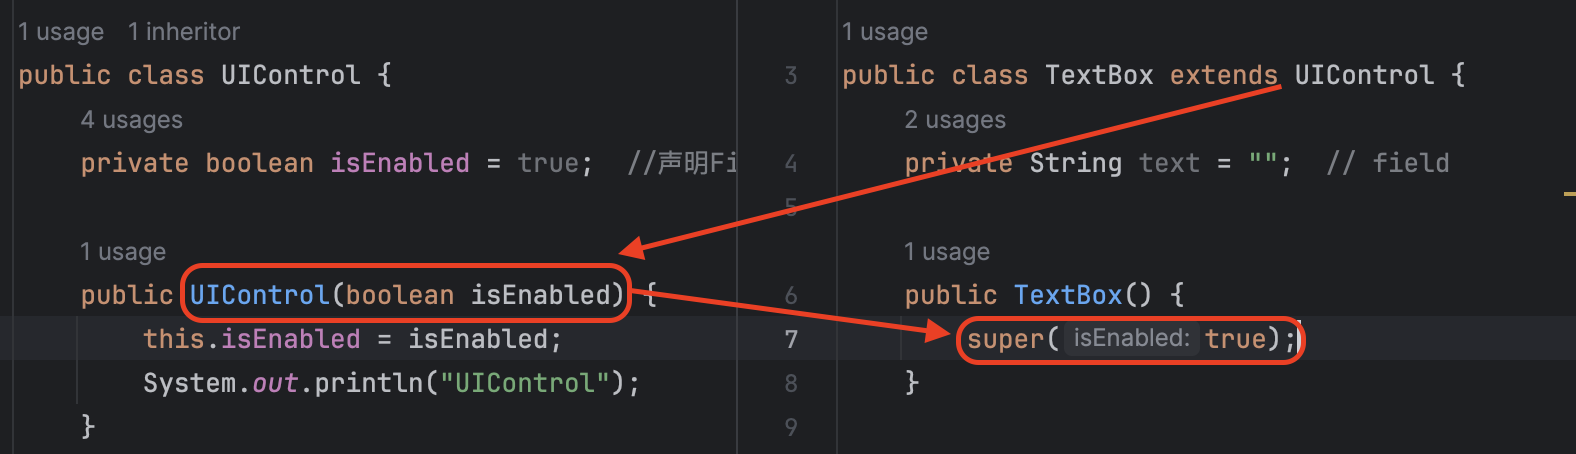 1 usage 1 inheritor
public class UIControl {
4 usages
private boolean isEnabled = true; //声明Fi
1 usage
public UIControl(boolean isEnabled) {
this.isEnabled = isEnabled;
System.out.println("UIControl");
}
1 usage
3 public class TextBox extends UIControl {
2 usages
4 private String text = ""; // field
5
1 usage
6 public TextBox() {
7 super( isEnabled: true);
8 }
9